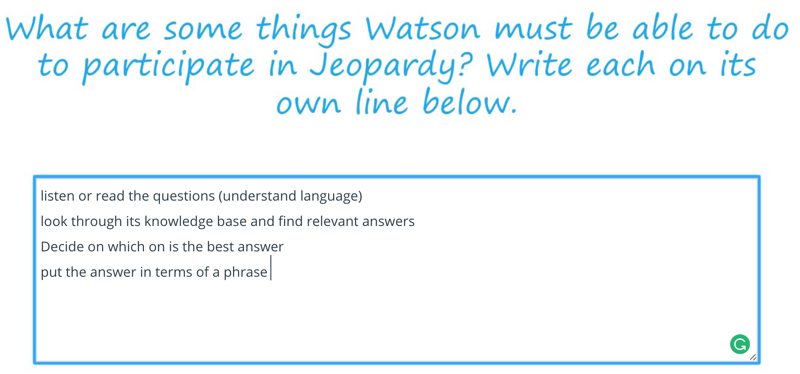 What are some things Watson must be able to do
to participate in Jeopardy? Write each on its
own line below.
listen or read the questions (understand language)
look through its knowledge base and find relevant answers
Decide on which on is the best answer
put the answer in terms of a phrase